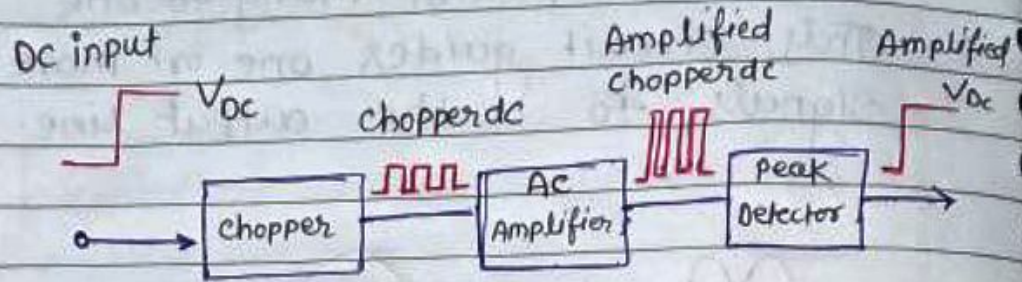 DC input
VDC
chopperdc
Amplified
chopperdc
Amplified
VDC
chopper
AC
Amplifier
peak
Detector